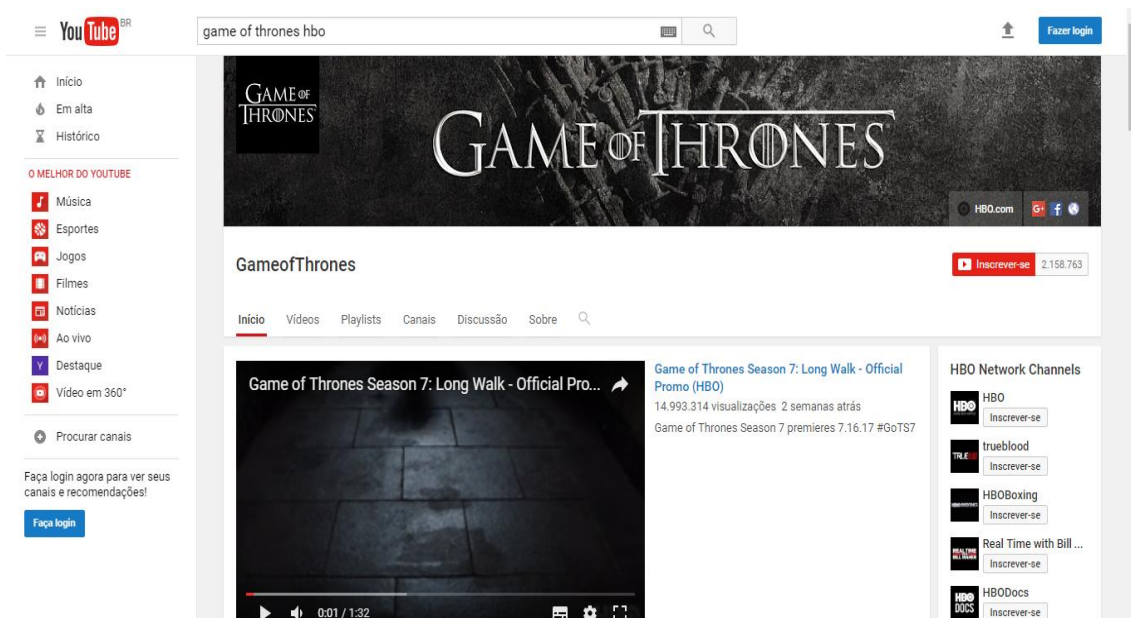 YouTube BR
game of thrones hbo
Fazer login
Início
Em alta
Histórico
O MELHOR DO YOUTUBE
Música
Esportes
Jogos
Filmes
Notícias
Ao vivo
Destaque
Vídeo em 360°
Procurar canais
Faça login agora para ver seus
canais e recomendações!
Faça login
GAME OF
THRONES
GAME OF THRONES
HBO.com
G+ f
GameofThrones
Inscrever-se 2.158.763
Início Vídeos Playlists Canais Discussão Sobre
Game of Thrones Season 7: Long Walk - Official Pro...
0:01 / 1:32
Game of Thrones Season 7: Long Walk - Official
Promo (HBO)
14.993.314 visualizações 2 semanas atrás
Game of Thrones Season 7 premieres 7.16.17 #GoTS7
HBO Network Channels
HBO
HBO
Inscrever-se
trueblood
Inscrever-se
HBOBoxing
Inscrever-se
Real Time with Bill ...
Inscrever-se
HBO
DOCS
HBODocs
Inscrever-se